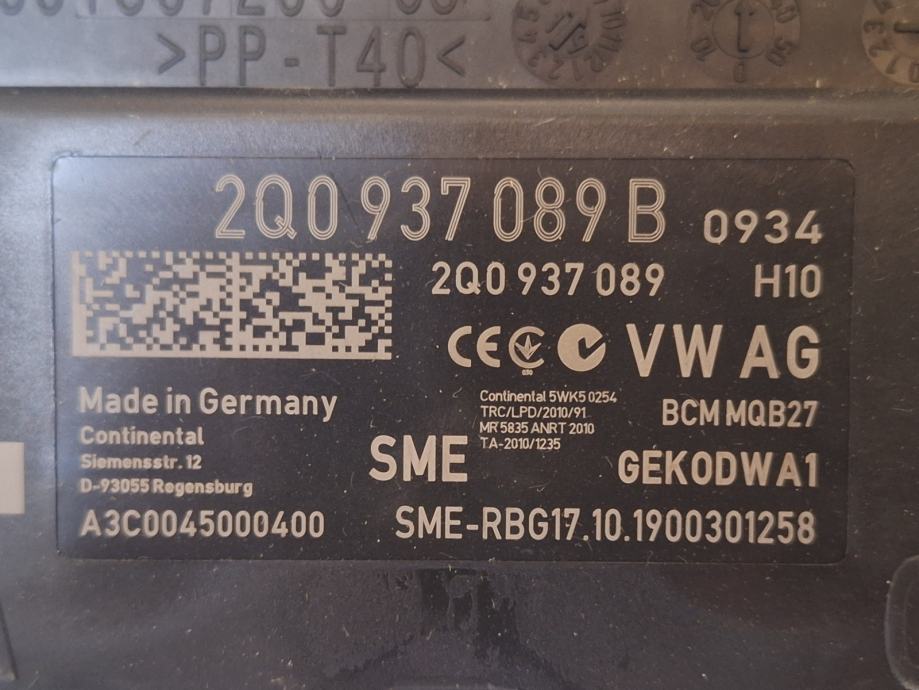 >PP-T40<
2Q0 937 089 B 0934
2Q0 937 089 H10
CE VW AG
Made in Germany
Continental
Siemensstr. 12
D-93055 Regensburg
A3C0045000400
Continental 5WK5 0254
TRC/LPD/2010/91
MR 5835 ANRT 2010
TA-2010/1235
BCM MQB27
SME
GEKODWA1
SME-RBG17.10.1900301258